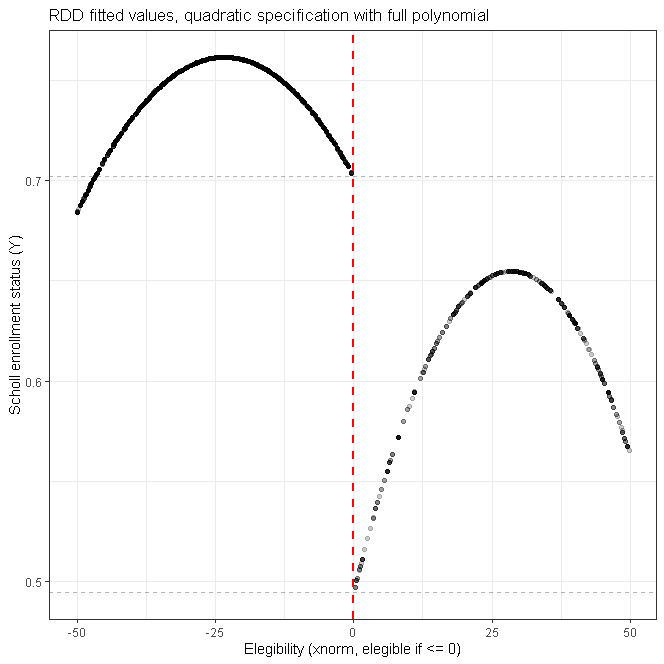 RDD fitted values, quadratic specification with full polynomial
Scholl enrollment status (Y)
0.7
0.6
0.5
-50
-25
0
25
50
Elegibility (xnorm, elegible if <= 0)